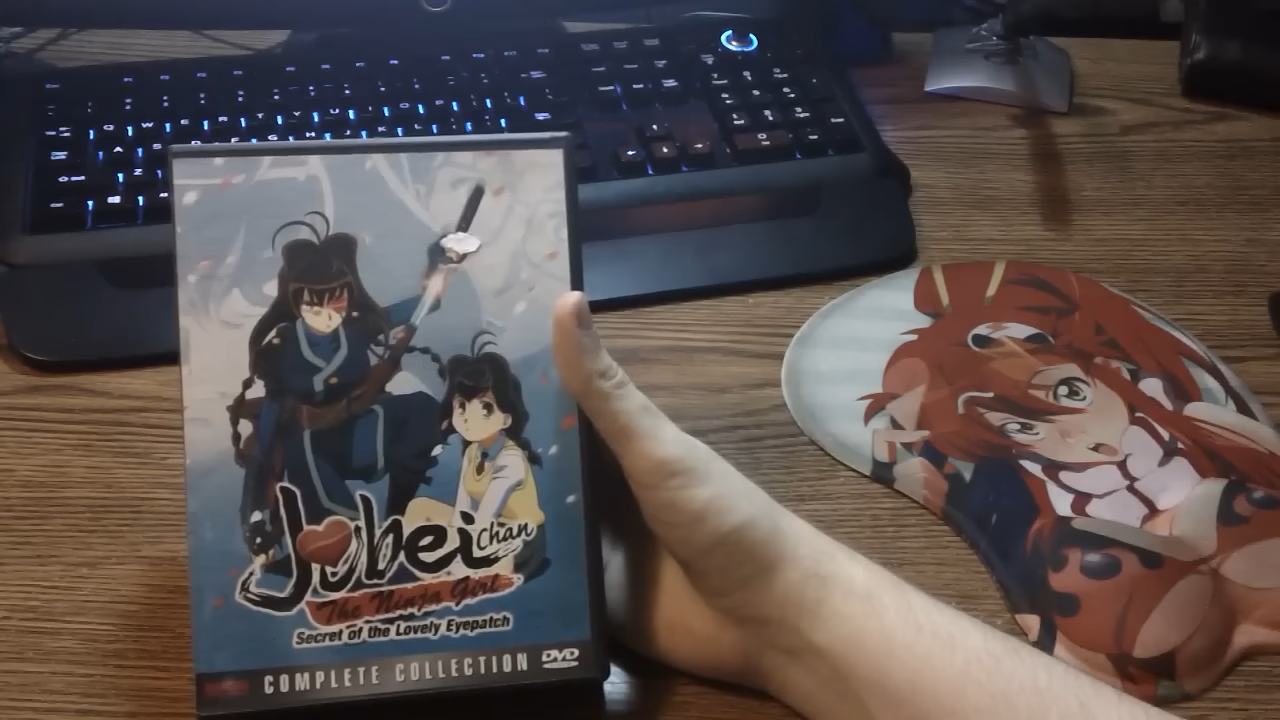 Q W E R T Y U I O P
A S D F G H J K L
Z
Jubei chan
The Ninja Girl
Secret of the Lovely Eyepatch
COMPLETE COLLECTION DVD